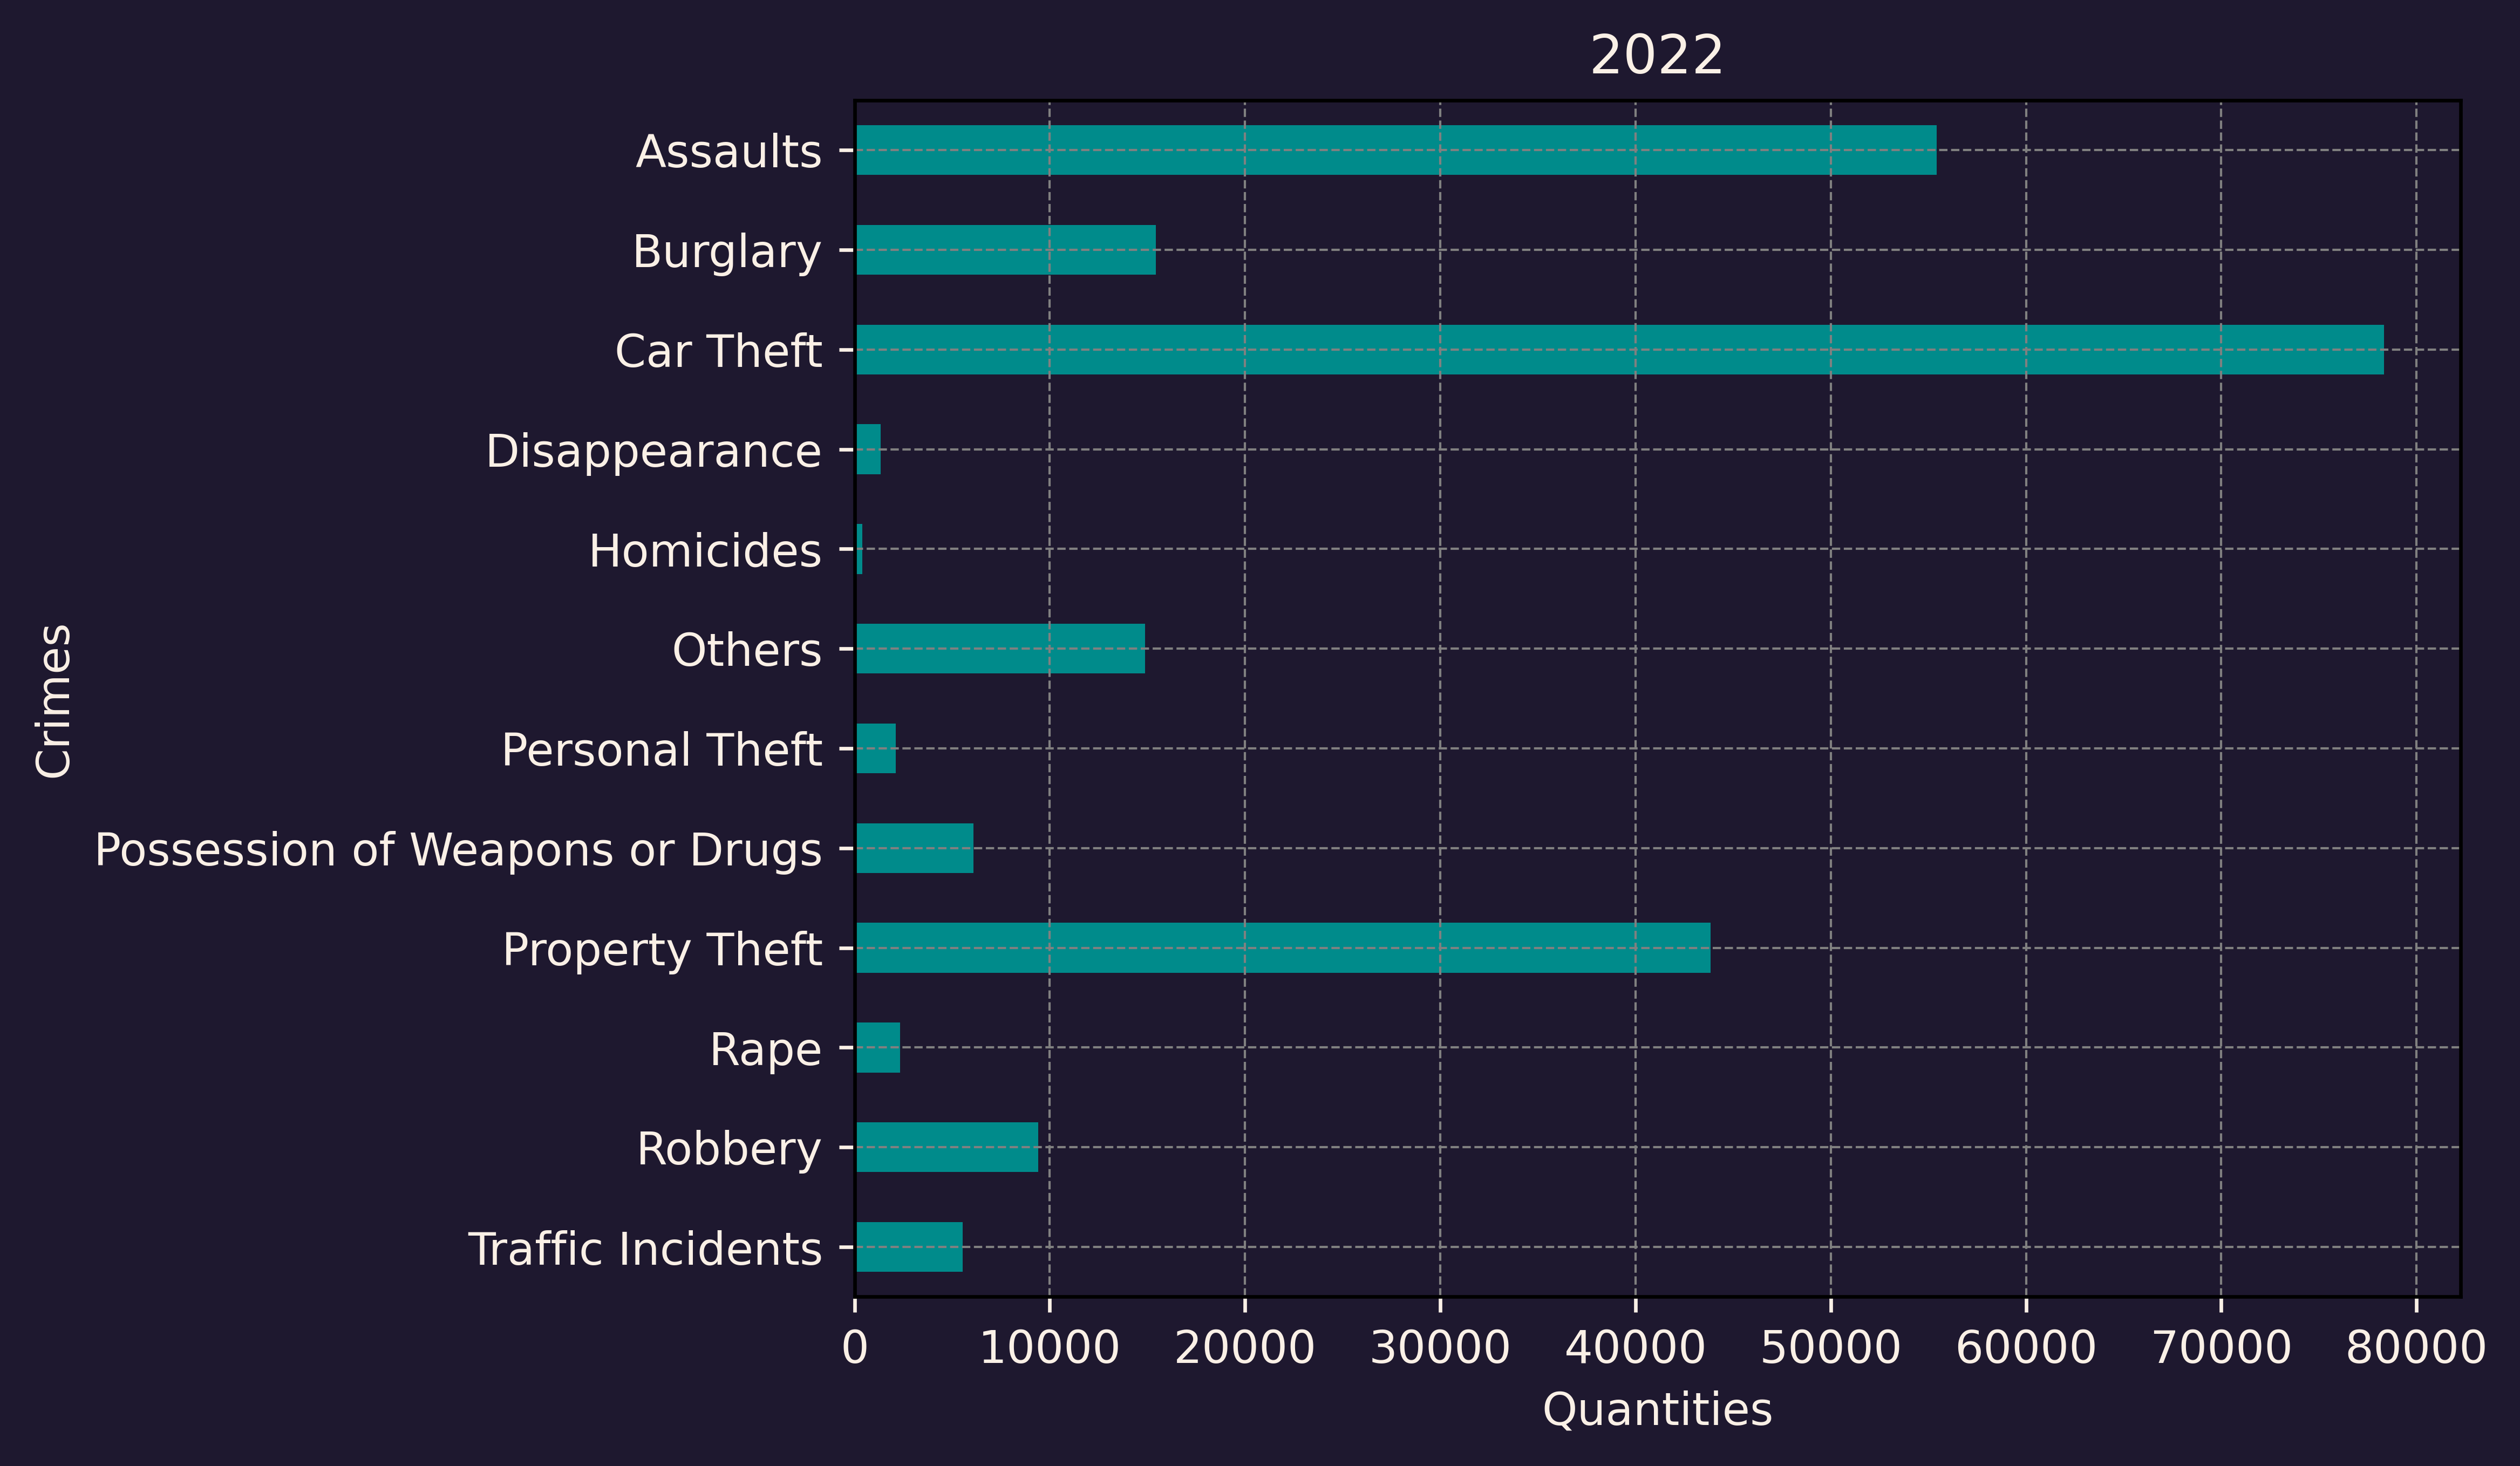 2022
Assaults
Burglary
Car Theft
Disappearance
Homicides
Others
Personal Theft
Possession of Weapons or Drugs
Property Theft
Rape
Robbery
Traffic Incidents
Crimes
0 10000 20000 30000 40000 50000 60000 70000 80000
Quantities